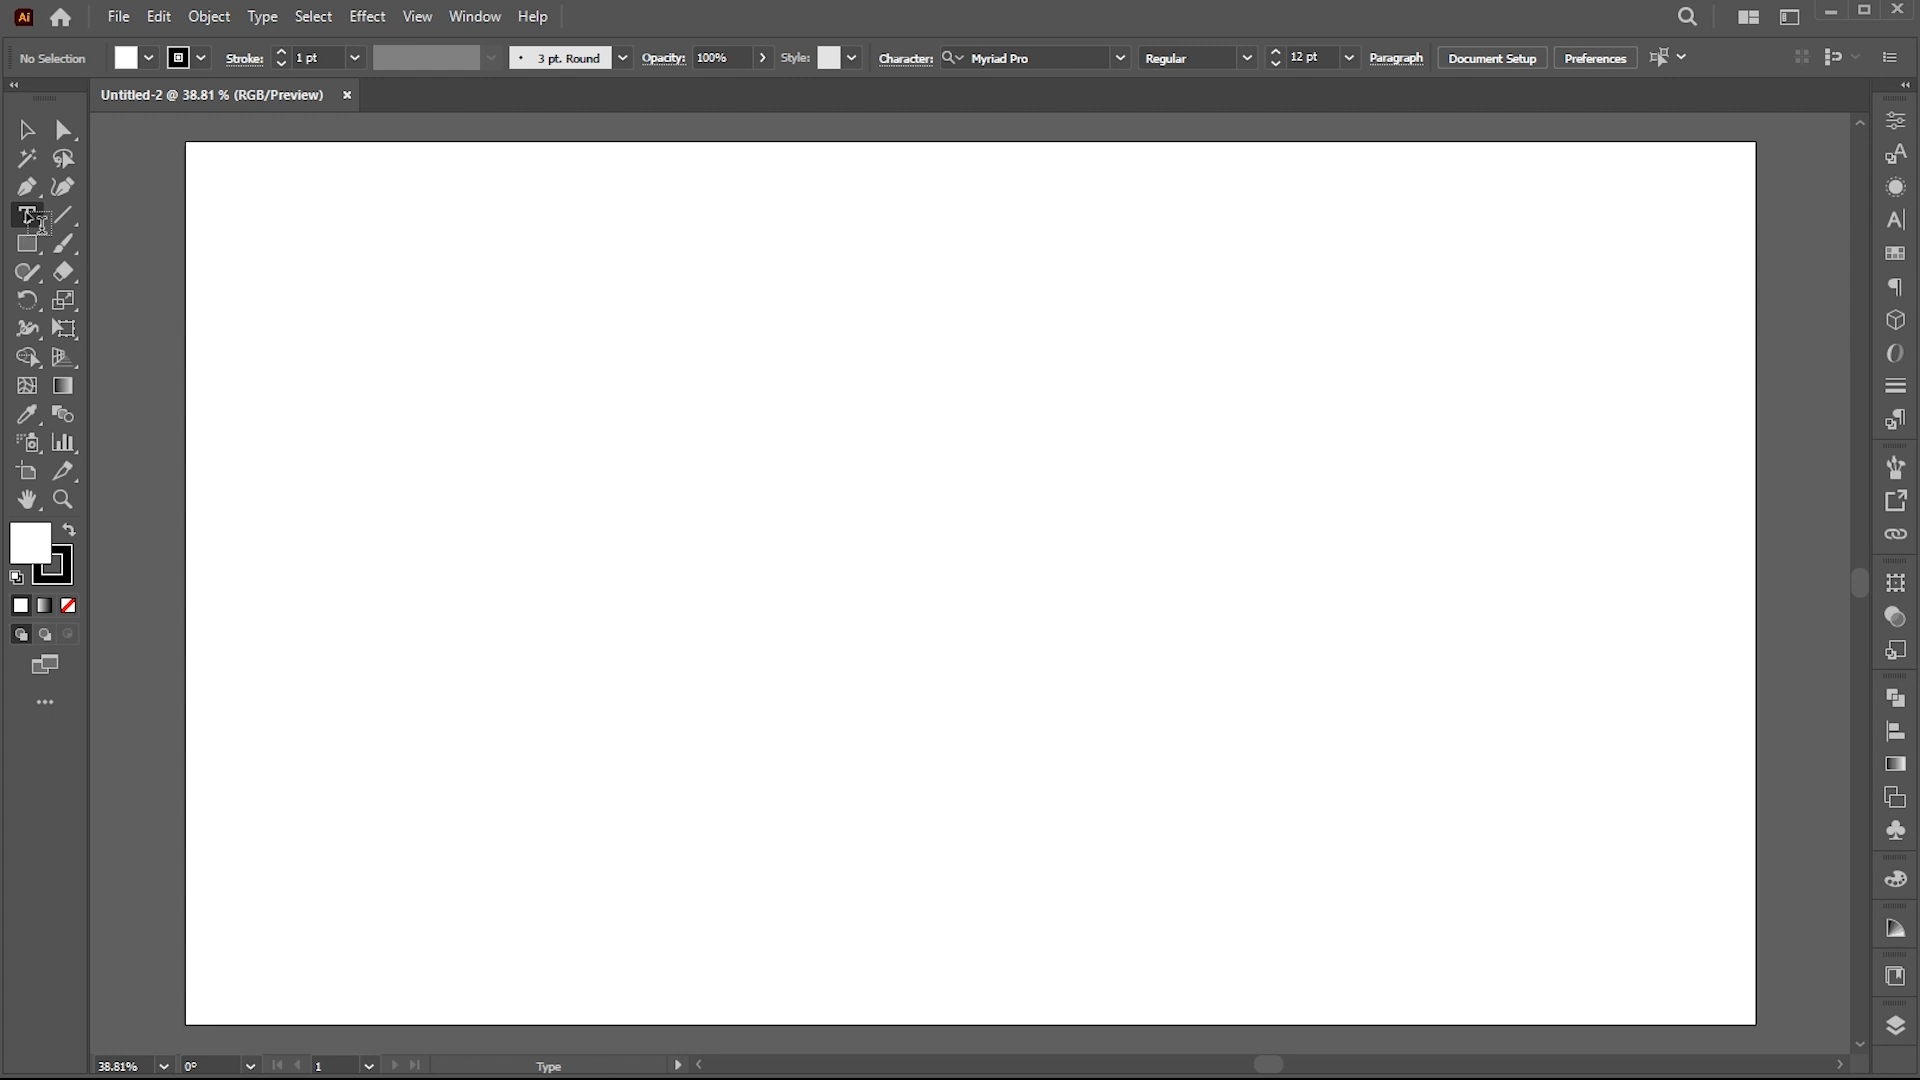 Ai File Edit Object Type Select Effect View Window Help
No Selection Stroke: 1 pt 3 pt. Round Opacity: 100% Style: Character: Myriad Pro Regular 12 pt Paragraph Document Setup Preferences
Untitled-2 @ 38.81 % (RGB/Preview)
38.81% 0° 1 Type